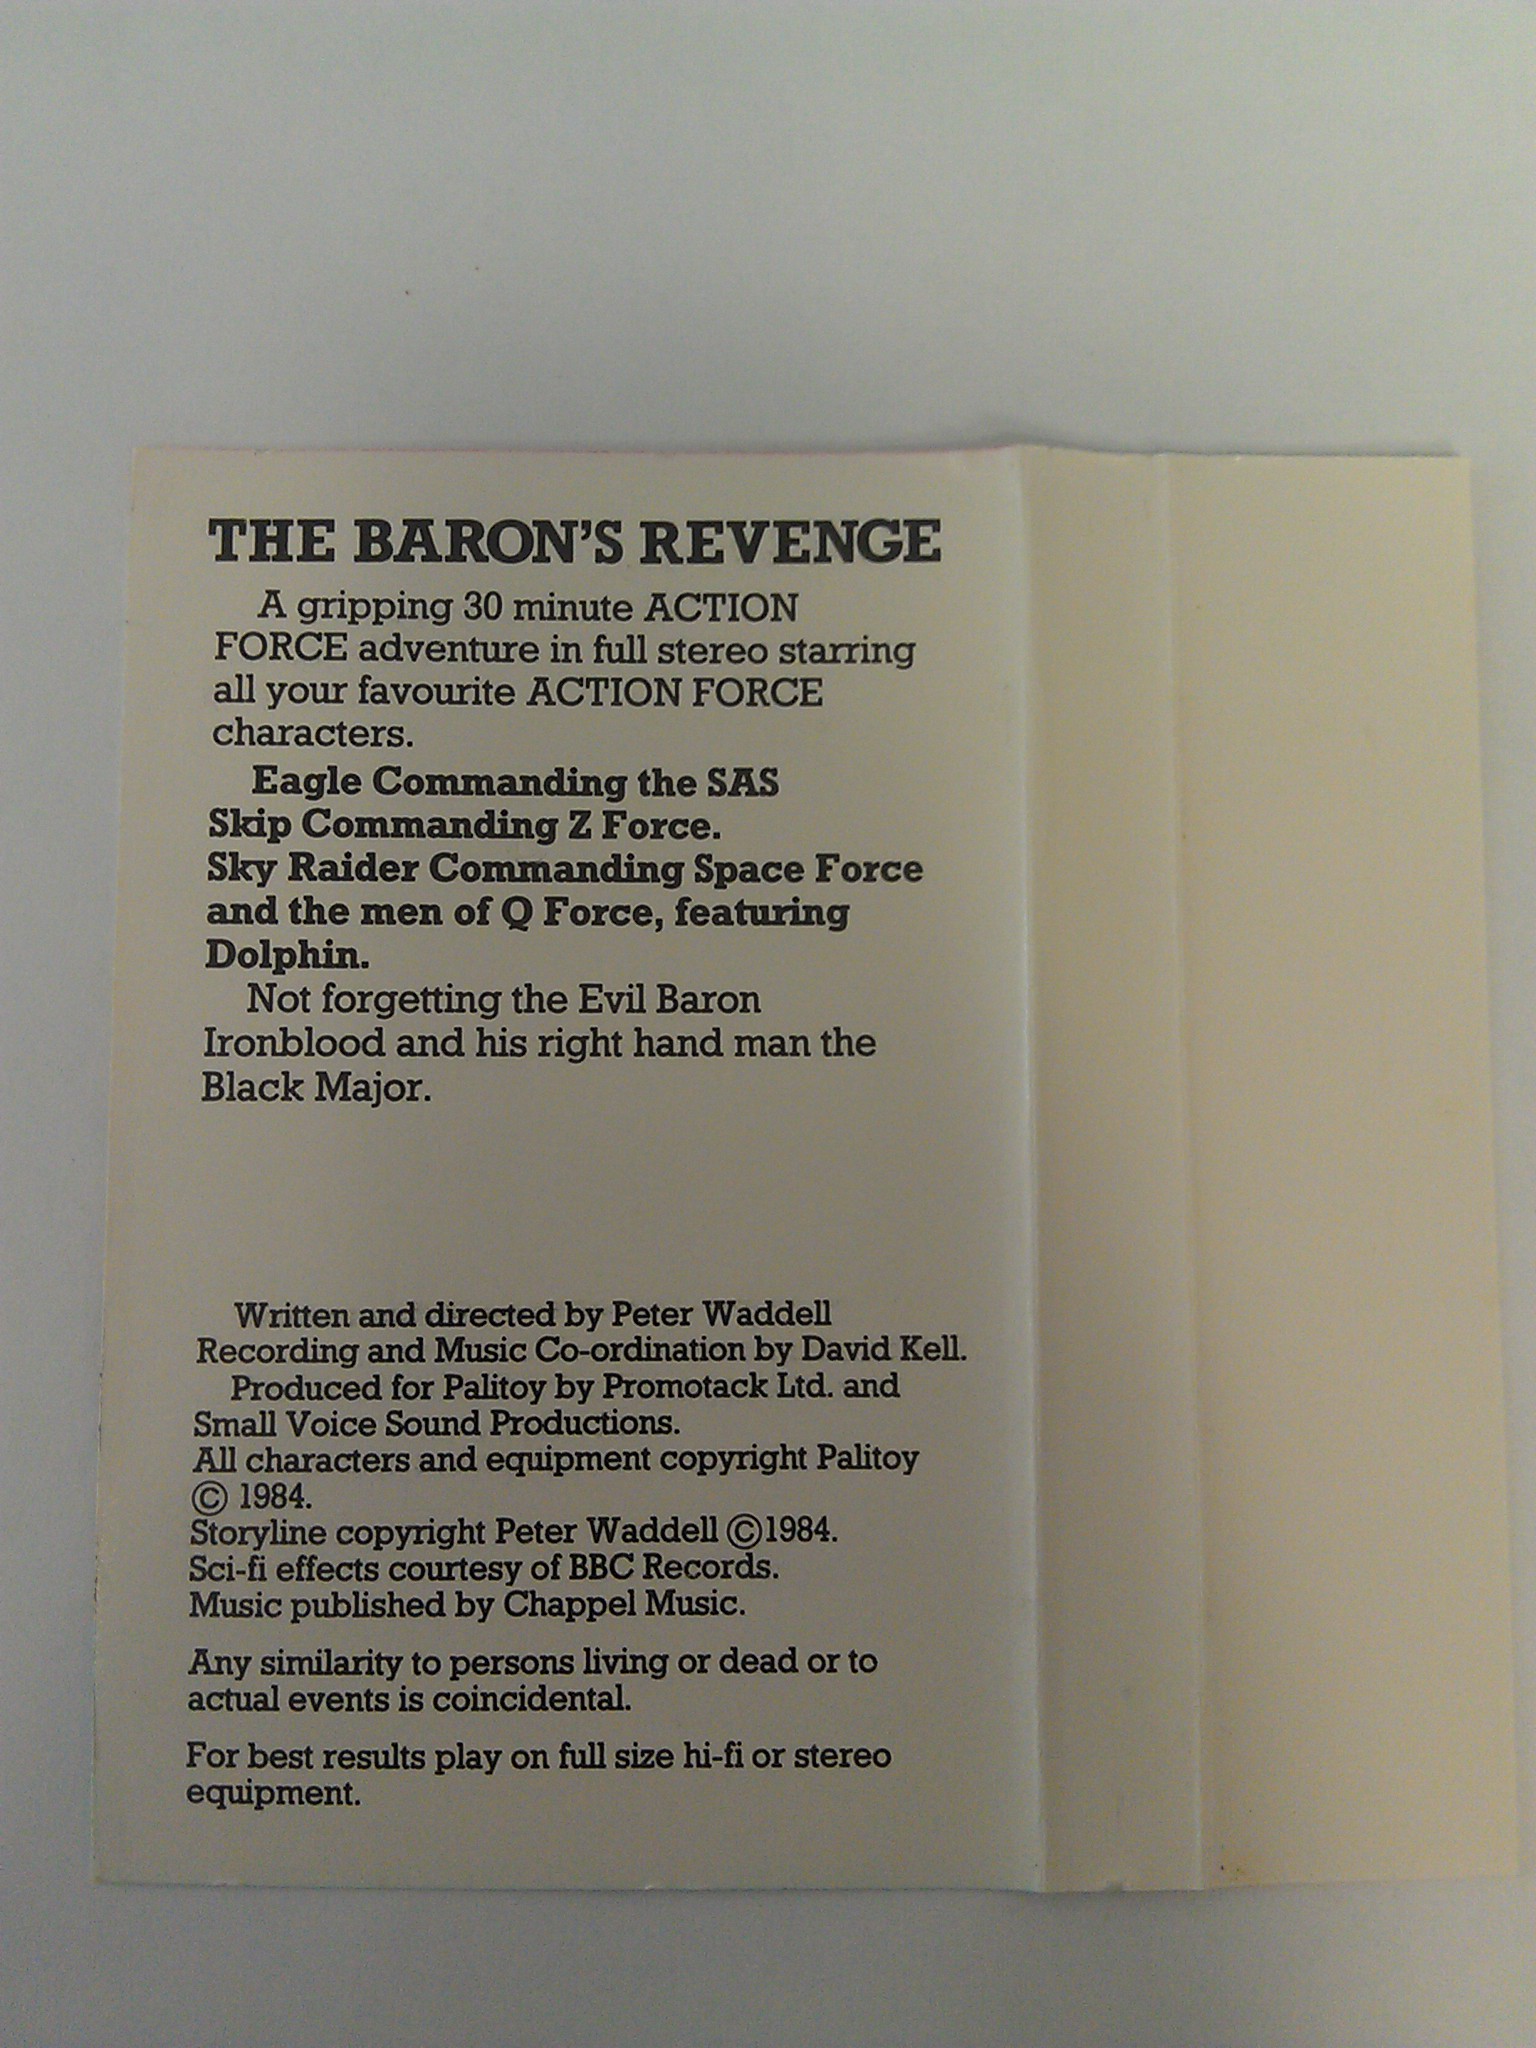 THE BARON'S REVENGE
A gripping 30 minute ACTION
FORCE adventure in full stereo starring
all your favourite ACTION FORCE
characters.
Eagle Commanding the SAS
Skip Commanding Z Force.
Sky Raider Commanding Space Force
and the men of Q Force, featuring
Dolphin.
Not forgetting the Evil Baron
Ironblood and his right hand man the
Black Major.
Written and directed by Peter Waddell
Recording and Music Co-ordination by David Kell.
Produced for Palitoy by Promotack Ltd. and
Small Voice Sound Productions.
All characters and equipment copyright Palitoy
© 1984.
Storyline copyright Peter Waddell ©1984.
Sci-fi effects courtesy of BBC Records.
Music published by Chappel Music.
Any similarity to persons living or dead or to
actual events is coincidental.
For best results play on full size hi-fi or stereo
equipment.